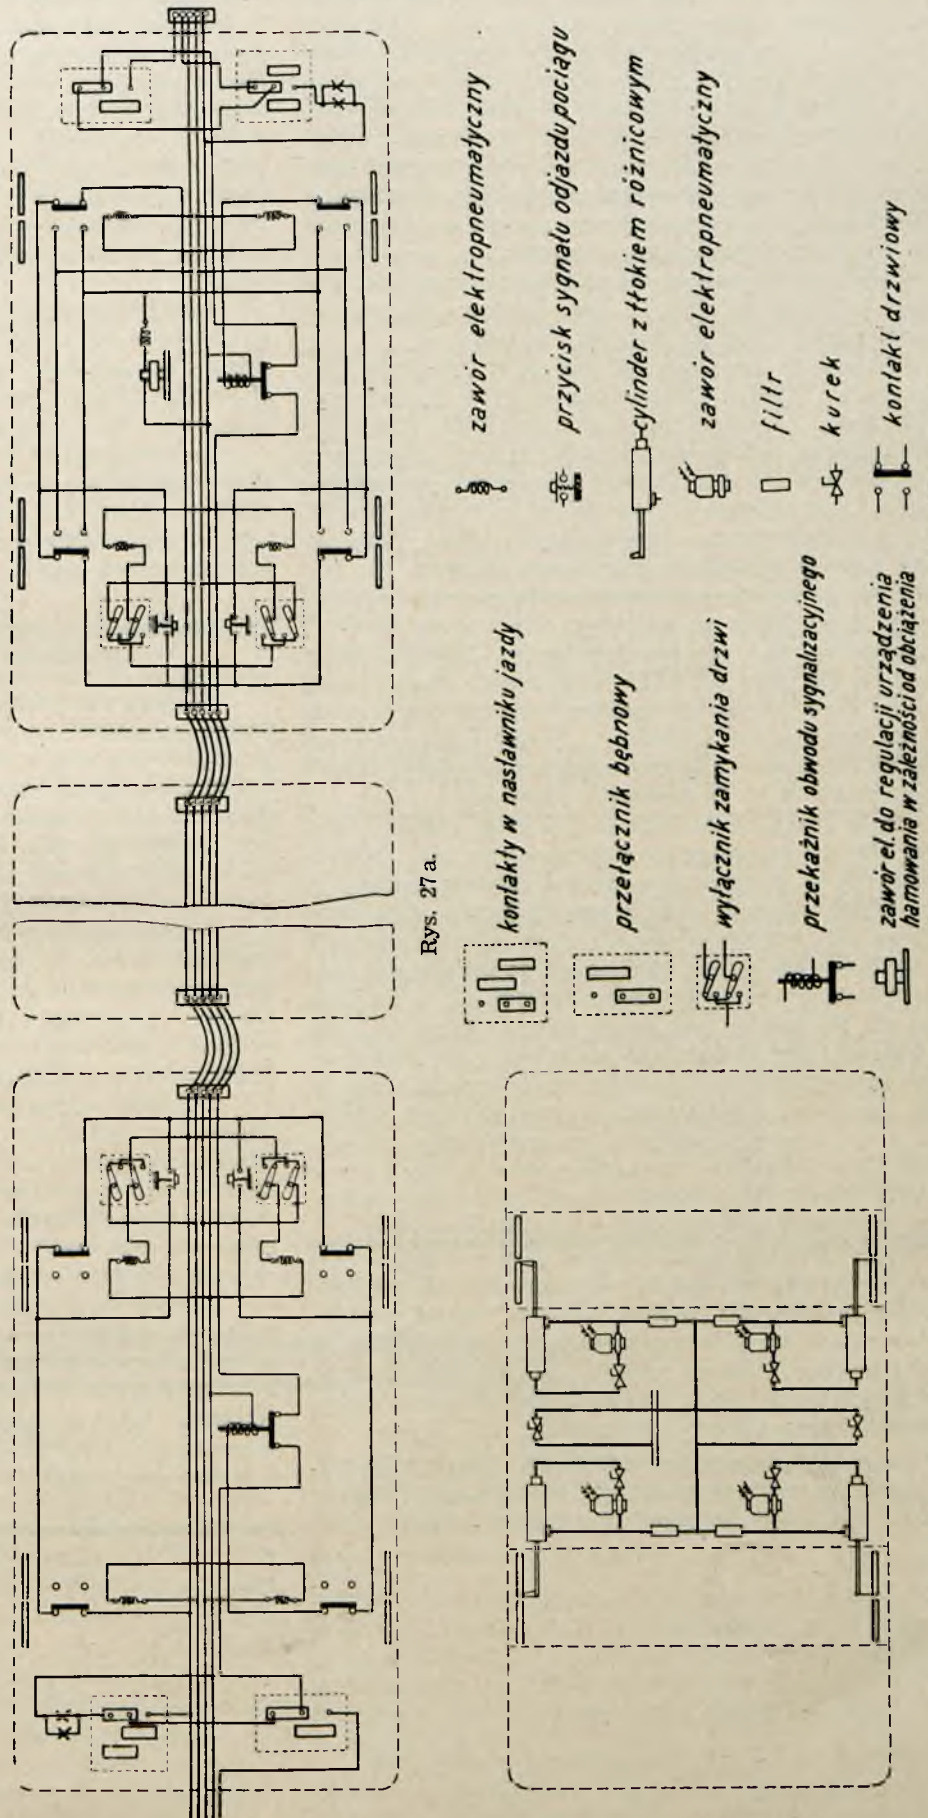 Rys. 27a.
kontakty w nastawniku jazdy
przełącznik bębnowy
wyłącznik zamykania drzwi
przekaźnik obwodu sygnalizacyjnego
zawór el. do regulacji urządzenia
hamowania w zależności od obciążenia
zawór elektropneumatyczny
przycisk sygnału odjazdu pociągu
cylinder z tłokiem różnicowym
zawór elektropneumatyczny
filtr
kurek
kontakt drzwiowy